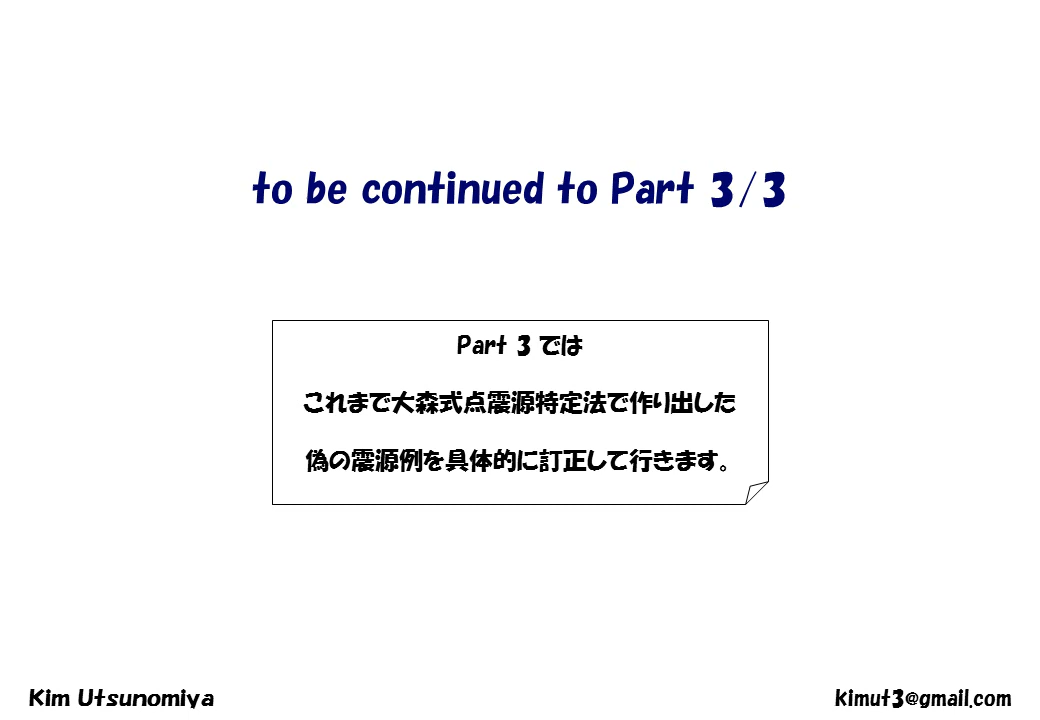 to be continued to Part 3/3
Part 3 では
これまで大森式点震源特定法で作り出した
偽の震源例を具体的に訂正して行きます。
Kim Utsunomiya
kimut3@gmail.com